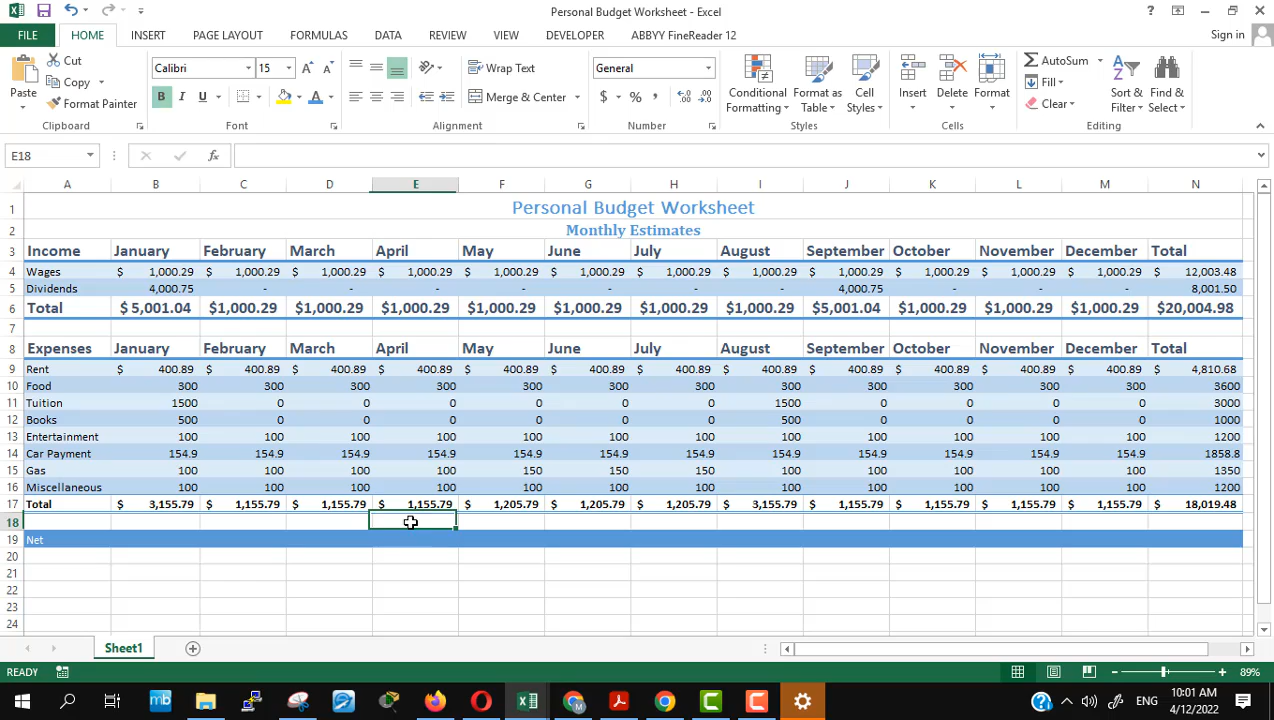 Personal Budget Worksheet - Excel
FILE HOME INSERT PAGE LAYOUT FORMULAS DATA REVIEW VIEW DEVELOPER ABBYY FineReader 12 Sign in
Paste Cut Copy Format Painter Clipboard
Calibri 15 B I U A Font
Wrap Text Merge & Center Alignment
General $ % , Number
Conditional Formatting Format as Table Cell Styles Styles
Insert Delete Format Cells
AutoSum Fill Clear Sort & Filter Find & Select Editing
E18 fx
A B C D E F G H I J K L M N
1 Personal Budget Worksheet
2 Monthly Estimates
3 Income January February March April May June July August September October November December Total
4 Wages $ 1,000.29 $ 1,000.29 $ 1,000.29 $ 1,000.29 $ 1,000.29 $ 1,000.29 $ 1,000.29 $ 1,000.29 $ 1,000.29 $ 1,000.29 $ 1,000.29 $ 1,000.29 $ 12,003.48
5 Dividends 4,000.75 - - - - - - - 4,000.75 - - - 8,001.50
6 Total $ 5,001.04 $1,000.29 $1,000.29 $1,000.29 $1,000.29 $1,000.29 $1,000.29 $1,000.29 $5,001.04 $1,000.29 $1,000.29 $1,000.29 $20,004.98
7
8 Expenses January February March April May June July August September October November December Total
9 Rent $ 400.89 $ 400.89 $ 400.89 $ 400.89 $ 400.89 $ 400.89 $ 400.89 $ 400.89 $ 400.89 $ 400.89 $ 400.89 $ 400.89 $ 4,810.68
10 Food 300 300 300 300 300 300 300 300 300 300 300 300 3600
11 Tuition 1500 0 0 0 0 0 0 1500 0 0 0 0 3000
12 Books 500 0 0 0 0 0 0 500 0 0 0 0 1000
13 Entertainment 100 100 100 100 100 100 100 100 100 100 100 100 1200
14 Car Payment 154.9 154.9 154.9 154.9 154.9 154.9 154.9 154.9 154.9 154.9 154.9 154.9 1858.8
15 Gas 100 100 100 100 150 150 150 100 100 100 100 100 1350
16 Miscellaneous 100 100 100 100 100 100 100 100 100 100 100 100 1200
17 Total $ 3,155.79 $ 1,155.79 $ 1,155.79 $ 1,155.79 $ 1,205.79 $ 1,205.79 $ 1,205.79 $ 3,155.79 $ 1,155.79 $ 1,155.79 $ 1,155.79 $ 1,155.79 $ 18,019.48
18
19 Net
20
21
22
23
24
Sheet1
READY 89%
mb M C C ENG 10:01 AM
4/12/2022